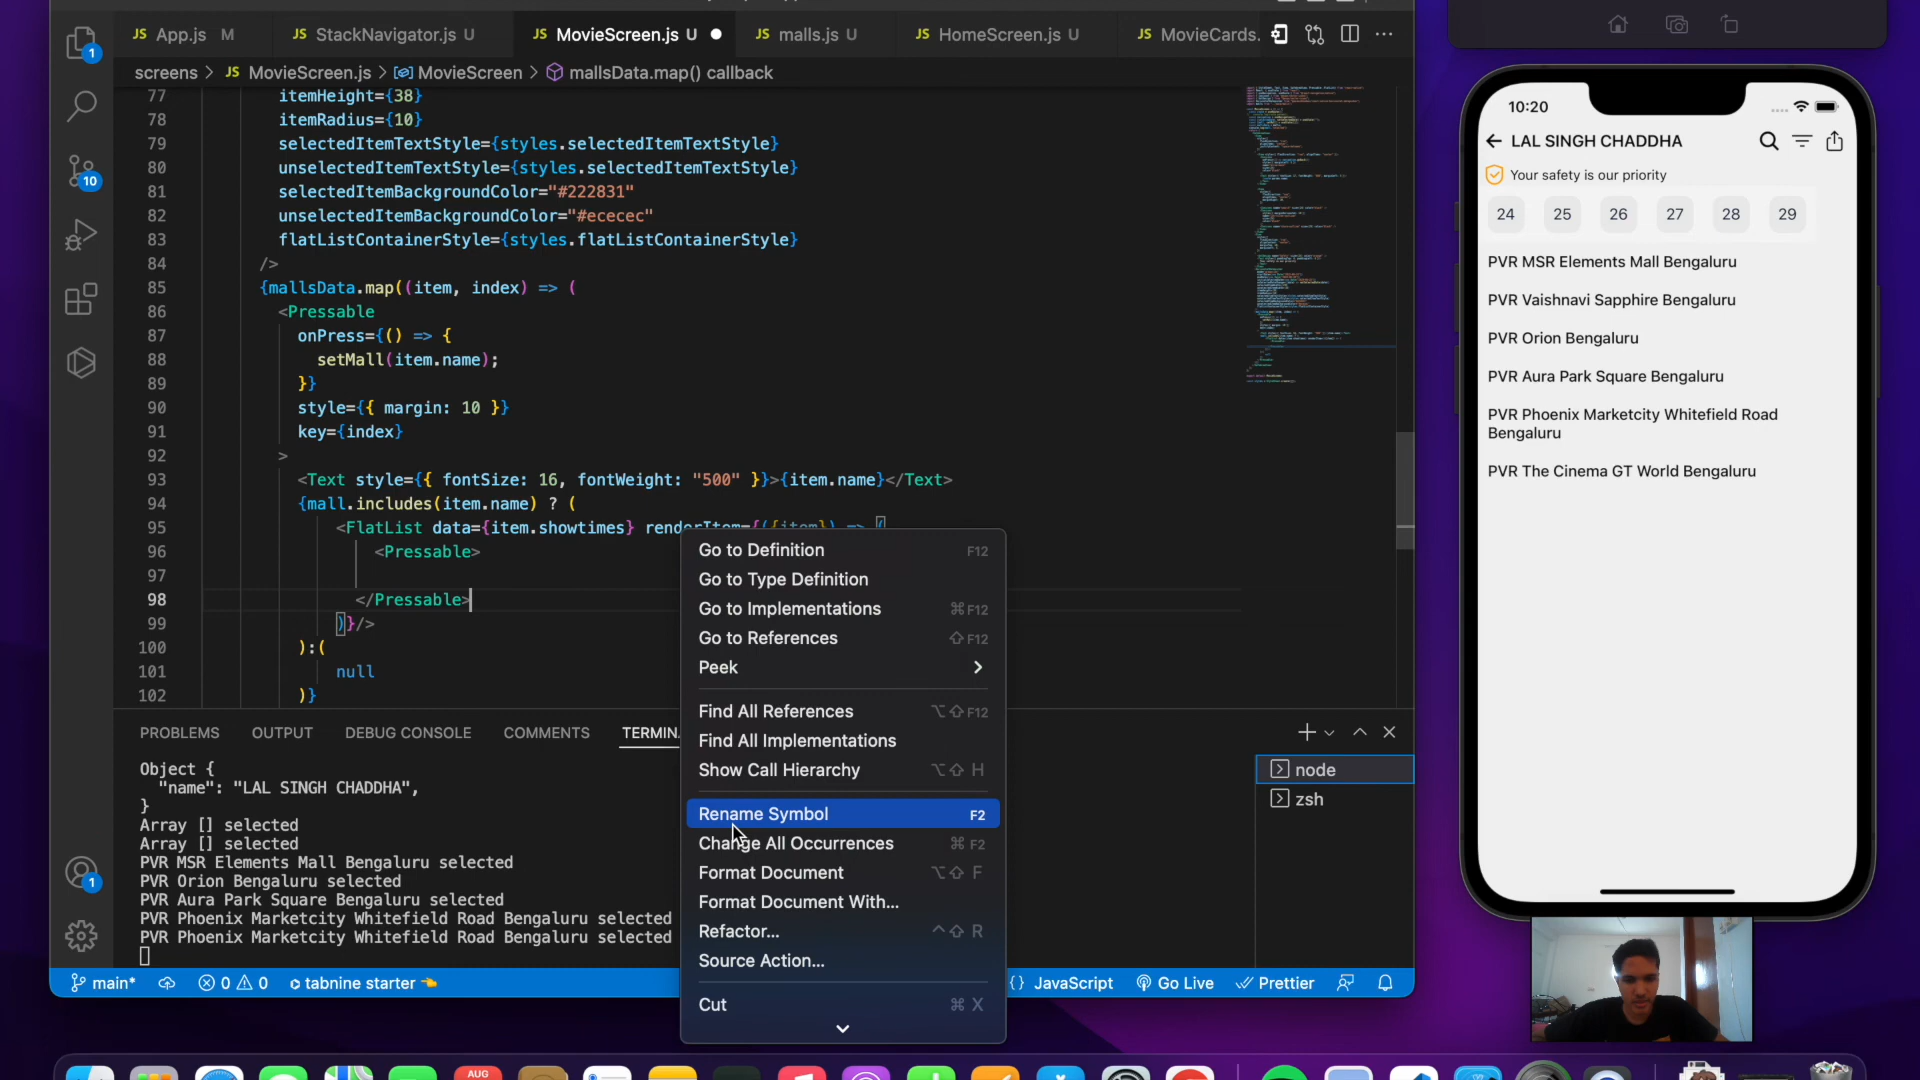 JS App.js M
JS StackNavigator.js U
JS MovieScreen.js U
JS malls.js U
JS HomeScreen.js U
JS MovieCards.
screens > JS MovieScreen.js > MovieScreen > mallsData.map() callback
77 itemHeight={38}
78 itemRadius={10}
79 selectedItemTextStyle={styles.selectedItemTextStyle}
80 unselectedItemTextStyle={styles.selectedItemTextStyle}
81 selectedItemBackgroundColor="#222831"
82 unselectedItemBackgroundColor="#ececec"
83 flatListContainerStyle={styles.flatListContainerStyle}
84 />
85 {mallsData.map((item, index) => (
86 <Pressable
87 onPress={() => {
88 setMall(item.name);
89 }}
90 style={{ margin: 10 }}
91 key={index}
92 >
93 <Text style={{ fontSize: 16, fontWeight: "500" }}>{item.name}</Text>
94 {mall.includes(item.name) ? (
95 <FlatList data={item.showtimes} renderItem={({item}) => (
96 <Pressable>
97
98 </Pressable>
99 )}/>
100 ):(
101 null
102 )}
1
10
1
Go to Definition F12
Go to Type Definition
Go to Implementations ⌘F12
Go to References ⇧F12
Peek >
Find All References ⌥⇧F12
Find All Implementations
Show Call Hierarchy ⌥⇧ H
Rename Symbol F2
Change All Occurrences ⌘ F2
Format Document ⌥⇧ F
Format Document With...
Refactor... ^⇧ R
Source Action...
Cut ⌘ X
PROBLEMS OUTPUT DEBUG CONSOLE COMMENTS TERMIN
Object {
"name": "LAL SINGH CHADDHA",
}
Array [] selected
Array [] selected
PVR MSR Elements Mall Bengaluru selected
PVR Orion Bengaluru selected
PVR Aura Park Square Bengaluru selected
PVR Phoenix Marketcity Whitefield Road Bengaluru selected
PVR Phoenix Marketcity Whitefield Road Bengaluru selected
node
zsh
main* 0 0 tabnine starter {} JavaScript Go Live Prettier
10:20
LAL SINGH CHADDHA
Your safety is our priority
24 25 26 27 28 29
PVR MSR Elements Mall Bengaluru
PVR Vaishnavi Sapphire Bengaluru
PVR Orion Bengaluru
PVR Aura Park Square Bengaluru
PVR Phoenix Marketcity Whitefield Road
Bengaluru
PVR The Cinema GT World Bengaluru
AUG